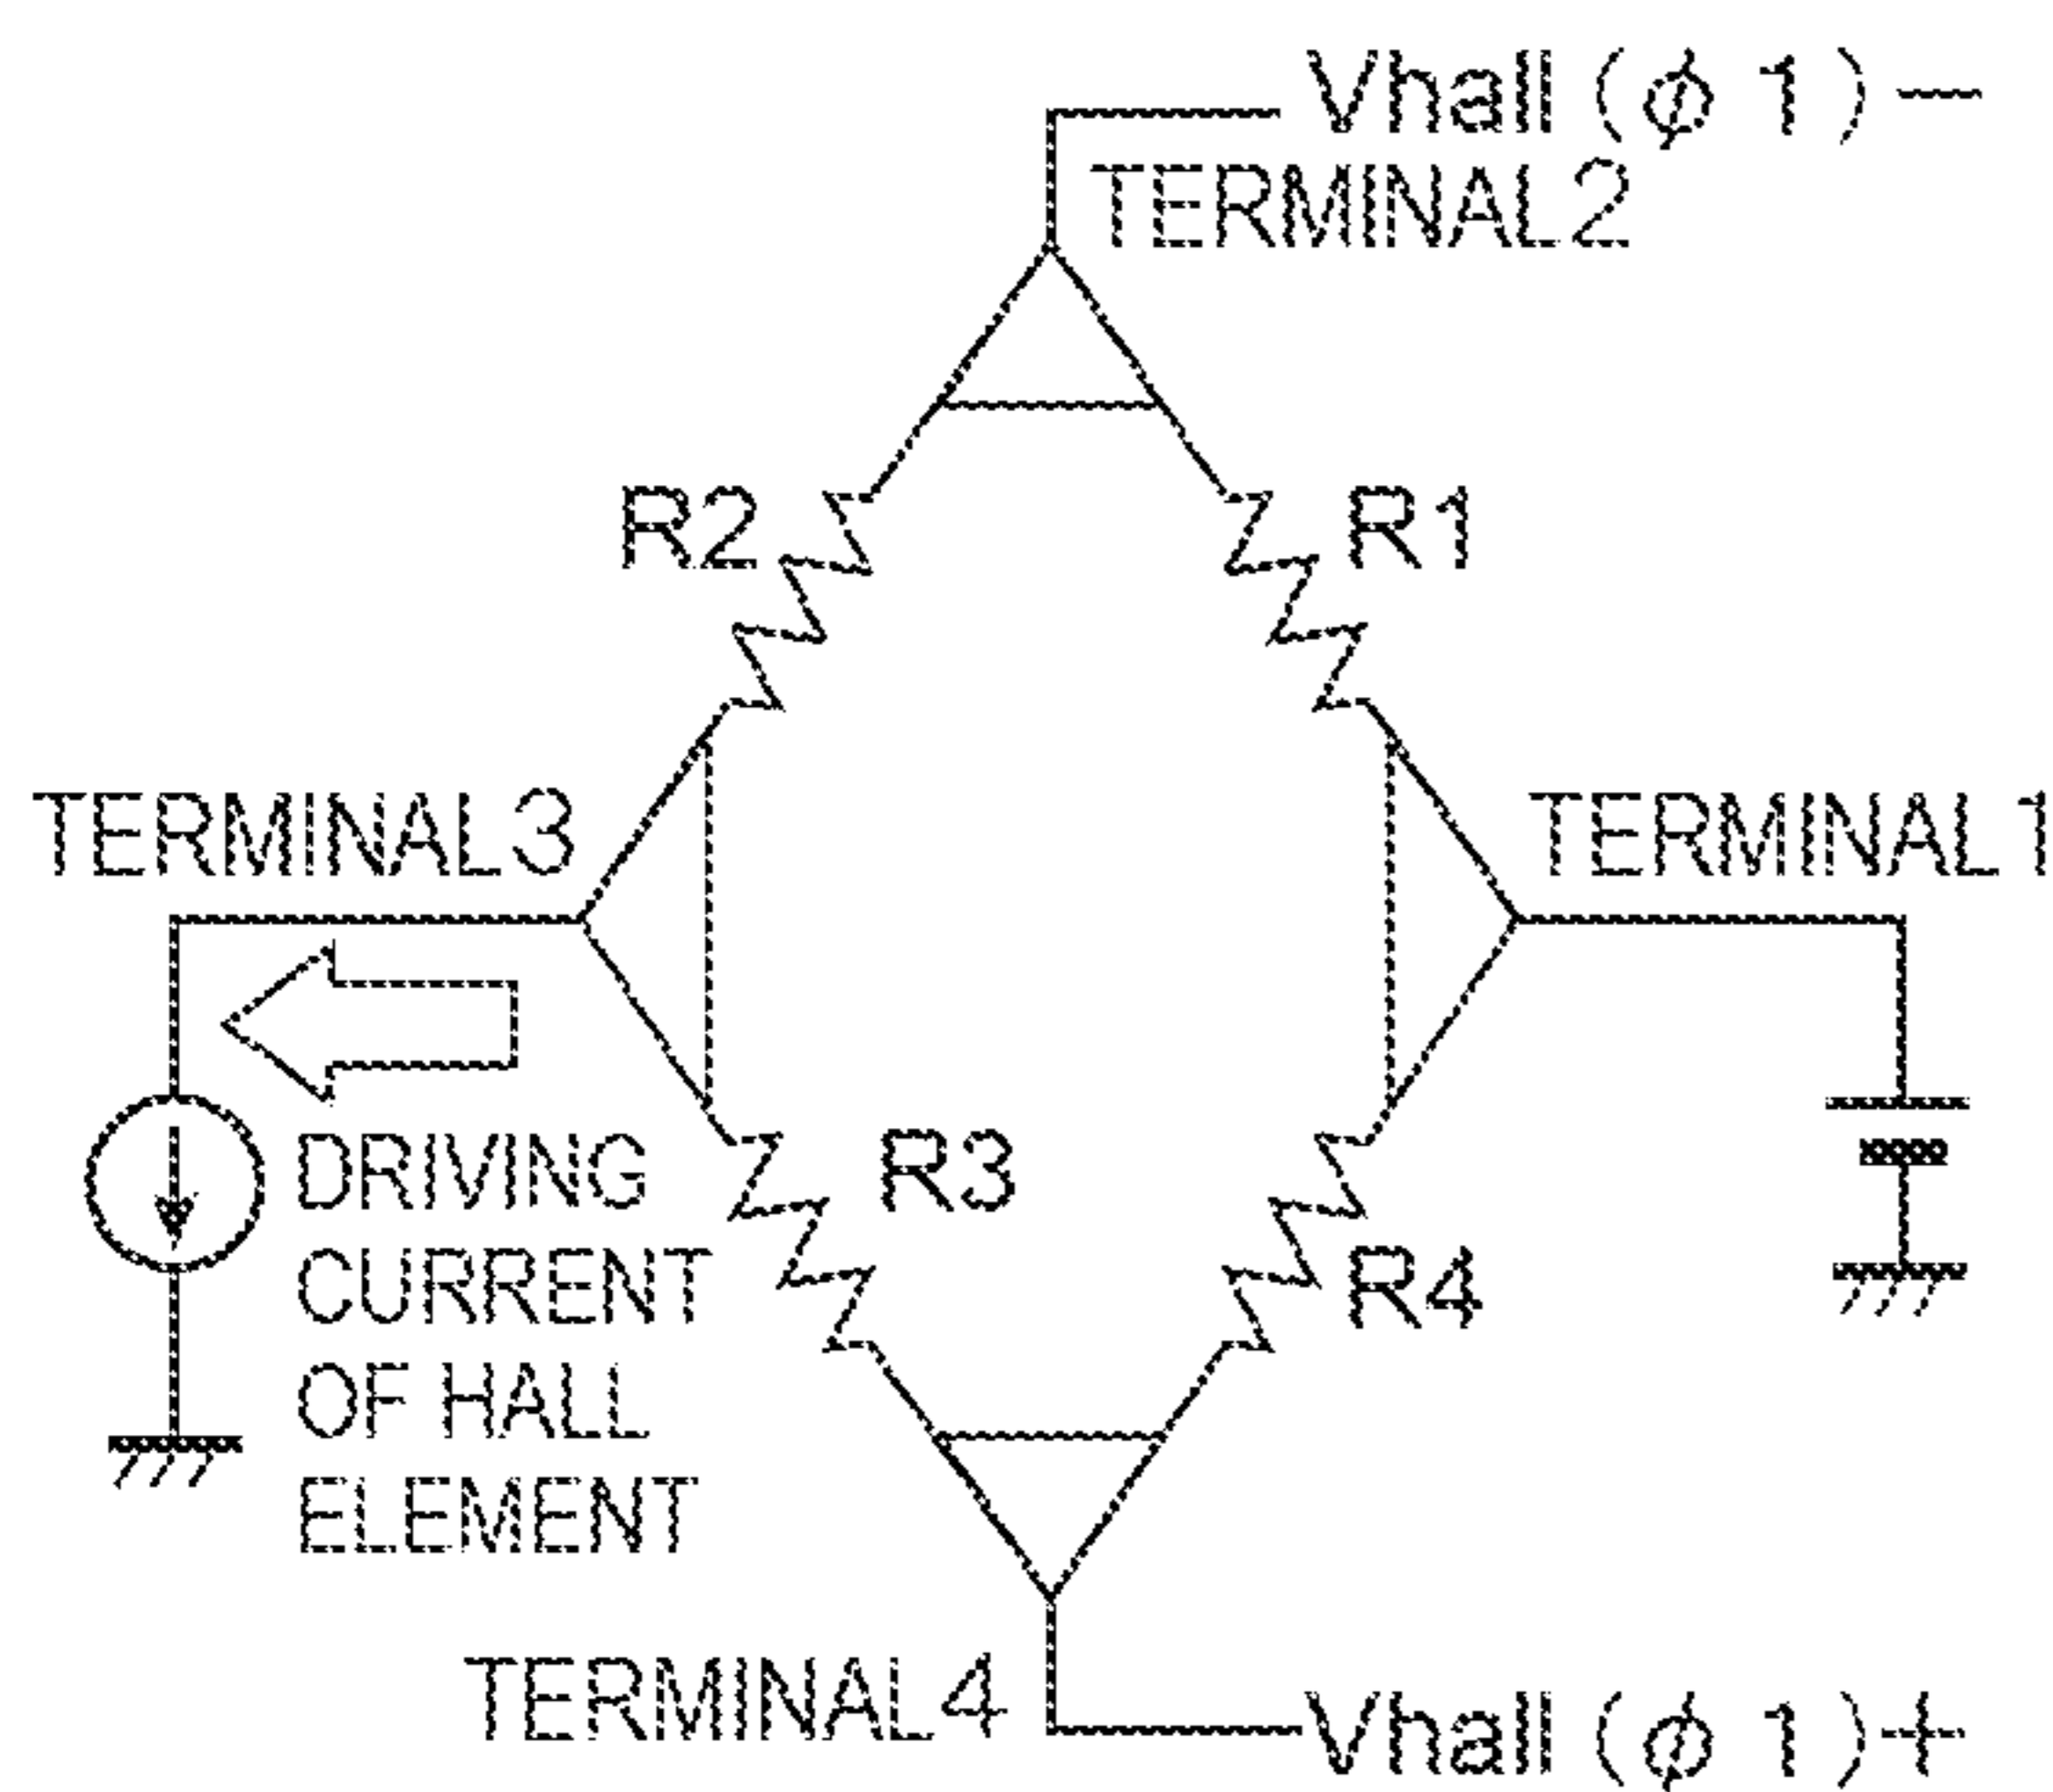 Vhall (ϕ 1) −
TERMINAL2
R2
R1
TERMINAL3
TERMINAL1
R3
DRIVING
CURRENT
OF HALL
ELEMENT
R4
TERMINAL4
Vhall (ϕ 1) +